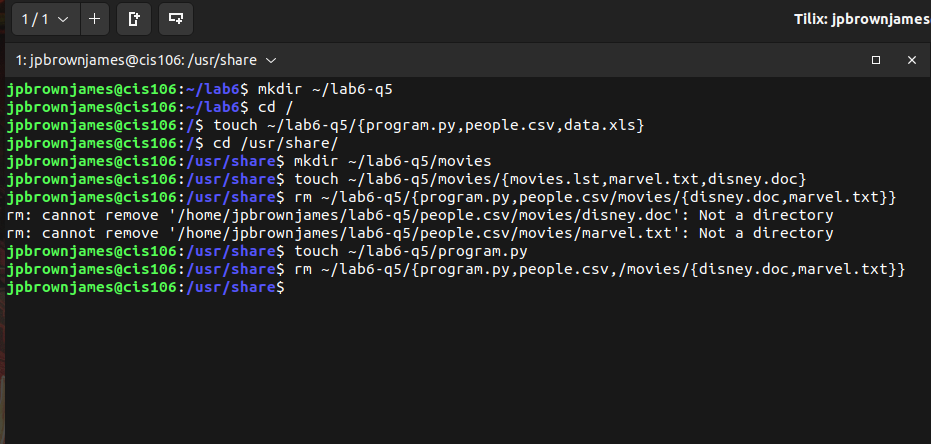 1 / 1
Tilix: jpbrownjames
1: jpbrownjames@cis106: /usr/share
jpbrownjames@cis106:~/lab6$ mkdir ~/lab6-q5
jpbrownjames@cis106:~/lab6$ cd /
jpbrownjames@cis106:/$ touch ~/lab6-q5/{program.py,people.csv,data.xls}
jpbrownjames@cis106:/$ cd /usr/share/
jpbrownjames@cis106:/usr/share$ mkdir ~/lab6-q5/movies
jpbrownjames@cis106:/usr/share$ touch ~/lab6-q5/movies/{movies.lst,marvel.txt,disney.doc}
jpbrownjames@cis106:/usr/share$ rm ~/lab6-q5/{program.py,people.csv/movies/{disney.doc,marvel.txt}}
rm: cannot remove '/home/jpbrownjames/lab6-q5/people.csv/movies/disney.doc': Not a directory
rm: cannot remove '/home/jpbrownjames/lab6-q5/people.csv/movies/marvel.txt': Not a directory
jpbrownjames@cis106:/usr/share$ touch ~/lab6-q5/program.py
jpbrownjames@cis106:/usr/share$ rm ~/lab6-q5/{program.py,people.csv,/movies/{disney.doc,marvel.txt}}
jpbrownjames@cis106:/usr/share$